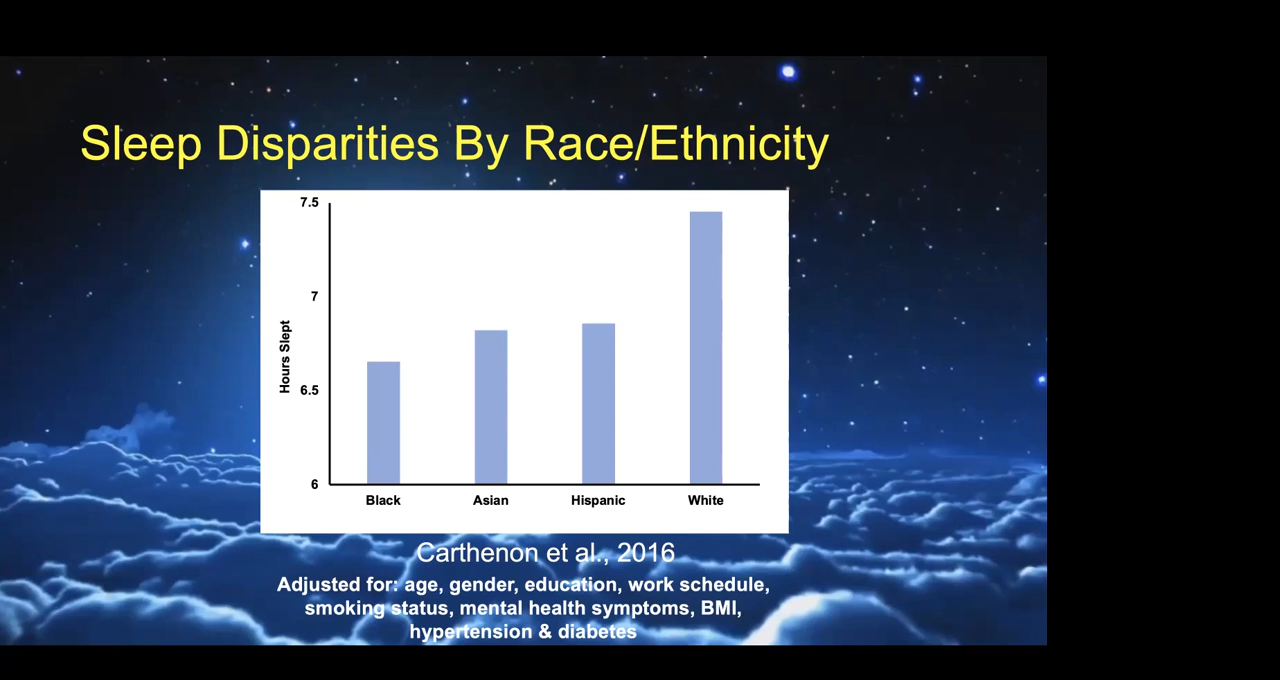 Sleep Disparities By Race/Ethnicity
7.5
7
6.5
6
Hours Slept
Black
Asian
Hispanic
White
Carthenon et al., 2016
Adjusted for: age, gender, education, work schedule,
smoking status, mental health symptoms, BMI,
hypertension & diabetes